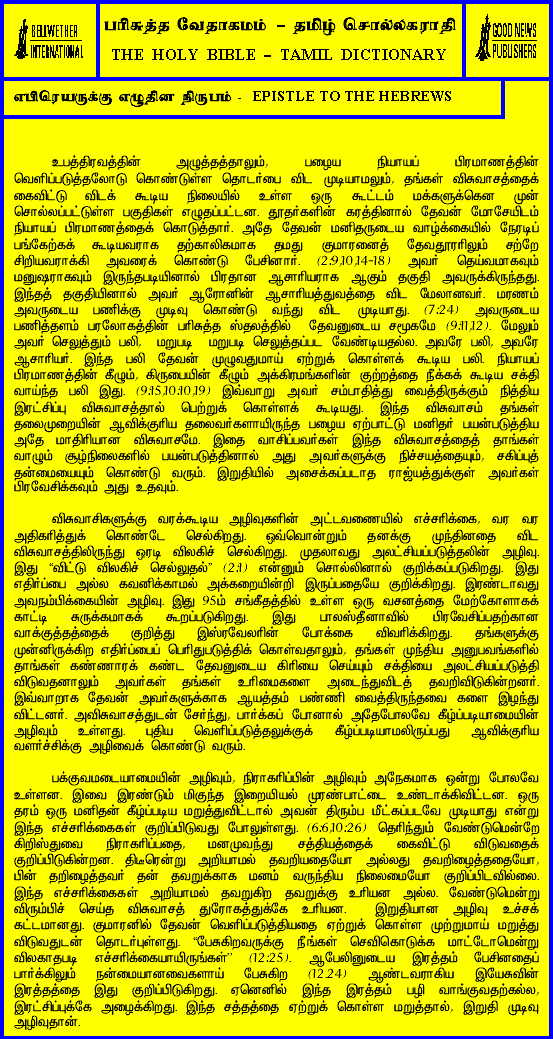 BELLWETHER
INTERNATIONAL
பரிசுத்த வேதாகமம் – தமிழ் சொல்லகராதி
THE HOLY BIBLE – TAMIL DICTIONARY
GOOD NEWS
PUBLISHERS
எபிரெயருக்கு எழுதின நிருபம் - EPISTLE TO THE HEBREWS
உபத்திரவத்தின் அழுத்தத்தாலும், பழைய நியாயப் பிரமாணத்தின்
வெளிப்படுத்தலோடு கொண்டுள்ள தொடர்பை விட முடியாமலும், தங்கள் விசுவாசத்தைக்
கைவிட்டு விடக் கூடிய நிலையில் உள்ள ஒரு கூட்டம் மக்களுக்கென முன்
சொல்லப்பட்டுள்ள பகுதிகள் எழுதப்பட்டன. தூதர்களின் கரத்தினால் தேவன் மோசேயிடம்
நியாயப் பிரமாணத்தைக் கொடுத்தார். அதே தேவன் மனிதருடைய வாழ்க்கையில் நேரடிப்
பங்கேற்கக் கூடியவராக தற்காலிகமாக தமது குமாரனைத் தேவதூரரிலும் சற்றே
சிறியவராக்கி அவரைக் கொண்டு பேசினார். (2:9,10,14-18) அவர் தெய்வமாகவும்
மனுஷராகவும் இருந்தபடியினால் பிரதான ஆசாரியராக ஆகும் தகுதி அவருக்கிருந்தது.
இந்தத் தகுதியினால் அவர் ஆரோனின் ஆசாரியத்துவத்தை விட மேலானவர். மரணம்
அவருடைய பணிக்கு முடிவு கொண்டு வந்து விட முடியாது. (7:24) அவருடைய
பணித்தளம் பரலோகத்தின் பரிசுத்த ஸ்தலத்தில் தேவனுடைய சமூகமே (9:11,12). மேலும்
அவர் செலுத்தும் பலி, மறுபடி மறுபடி செலுத்தப்பட வேண்டியதல்ல. அவரே பலி, அவரே
ஆசாரியர். இந்த பலி தேவன் முழுவதுமாய் ஏற்றுக் கொள்ளக் கூடிய பலி. நியாயப்
பிரமாணத்தின் கீழும், கிருபையின் கீழும் அக்கிரமங்களின் குற்றத்தை நீக்கக் கூடிய சக்தி
வாய்ந்த பலி இது. (9:15,10:10,19) இவ்வாறு அவர் சம்பாதித்து வைத்திருக்கும் நித்திய
இரட்சிப்பு விசுவாசத்தால் பெற்றுக் கொள்ளக் கூடியது. இந்த விசுவாசம் தங்கள்
தலைமுறையின் ஆவிக்குரிய தலைவர்களாயிருந்த பழைய ஏற்பாட்டு மனிதர் பயன்படுத்திய
அதே மாதிரியான விசுவாசமே. இதை வாசிப்பவர்கள் இந்த விசுவாசத்தைத் தாங்கள்
வாழும் சூழ்நிலைகளில் பயன்படுத்தினால் அது அவர்களுக்கு நிச்சயத்தையும், சகிப்புத்
தன்மையையும் கொண்டு வரும். இறுதியில் அசைக்கப்படாத ராஜ்யத்துக்குள் அவர்கள்
பிரவேசிக்கவும் அது உதவும்.
விசுவாசிகளுக்கு வரக்கூடிய அழிவுகளின் அட்டவணையில் எச்சரிக்கை, வர வர
அதிகரித்துக் கொண்டே செல்கிறது. ஒவ்வொன்றும் தனக்கு முந்தினதை விட
விசுவாசத்திலிருந்து ஓரடி விலகிச் செல்கிறது. முதலாவது அலட்சியப்படுத்தலின் அழிவு.
இது “விட்டு விலகிச் செல்லுதல்” (2:1) என்னும் சொல்லினால் குறிக்கப்படுகிறது. இது
எதிர்ப்பை அல்ல கவனிக்காமல் அக்கறையின்றி இருப்பதையே குறிக்கிறது. இரண்டாவது
அவநம்பிக்கையின் அழிவு. இது 95ம் சங்கீதத்தில் உள்ள ஒரு வசனத்தை மேற்கோளாகக்
காட்டி சுருக்கமாகக் கூறப்படுகிறது. இது பாலஸ்தீனாவில் பிரவேசிப்பதற்கான
வாக்குத்தத்தைக் குறித்து இஸ்ரவேலரின் போக்கை விவரிக்கிறது. தங்களுக்கு
முன்னிருக்கிற எதிர்ப்பைப் பெரிதுபடுத்திக் கொள்வதாலும், தங்கள் முந்திய அனுபவங்களில்
தாங்கள் கண்ணாரக் கண்ட தேவனுடைய கிரியை செய்யும் சக்தியை அலட்சியப்படுத்தி
விடுவதனாலும் அவர்கள் தங்கள் உரிமைகளை அடைந்துவிடத் தவறிவிடுகின்றனர்.
இவ்வாறாக தேவன் அவர்களுக்காக ஆயத்தம் பண்ணி வைத்திருந்தவை களை இழந்து
விட்டனர். அவிசுவாசத்துடன் சேர்ந்து, பார்க்கப் போனால் அதேபோலவே கீழ்ப்படியாமையின்
அழிவும் உள்ளது. புதிய வெளிப்படுத்தலுக்குக் கீழ்ப்படியாமலிருப்பது ஆவிக்குரிய
வளர்ச்சிக்கு அழிவைக் கொண்டு வரும்.
பக்குவமடையாமையின் அழிவும், நிராகரிப்பின் அழிவும் அநேகமாக ஒன்று போலவே
உள்ளன. இவை இரண்டும் மிகுந்த இறையியல் முரண்பாட்டை உண்டாக்கிவிட்டன. ஒரு
தரம் ஒரு மனிதன் கீழ்ப்படிய மறுத்துவிட்டால் அவன் திரும்ப மீட்கப்படவே முடியாது என்று
இந்த எச்சரிக்கைகள் குறிப்பிடுவது போலுள்ளது. (6:6,10:26) தெரிந்தும் வேண்டுமென்றே
கிறிஸ்துவை நிராகரிப்பதை, மனமுவந்து சத்தியத்தைக் கைவிட்டு விடுவதைக்
குறிப்பிடுகின்றன. திடீரென்று அறியாமல் தவறியதையோ அல்லது தவறிழைத்ததையோ,
பின் தறிழைத்தவர் தன் தவறுக்காக மனம் வருந்திய நிலைமையோ குறிப்பிடவில்லை.
இந்த எச்சரிக்கைகள் அறியாமல் தவறுகிற தவறுக்கு உரியன அல்ல. வேண்டுமென்று
விரும்பிச் செய்த விசுவாசத் துரோகத்துக்கே உரியன. இறுதியான அழிவு உச்சக்
கட்டமானது. குமாரனில் தேவன் வெளிப்படுத்தியதை ஏற்றுக் கொள்ள முற்றுமாய் மறுத்து
விடுவதுடன் தொடர்புள்ளது. “பேசுகிறவருக்கு நீங்கள் செவிகொடுக்க மாட்டோமென்று
விலகாதபடி எச்சரிக்கையாயிருங்கள்” (12:25). ஆபேலினுடைய இரத்தம் பேசினதைப்
பார்க்கிலும் நன்மையானவைகளாய் பேசுகிற (12:24) ஆண்டவராகிய இயேசுவின்
இரத்தத்தை இது குறிப்பிடுகிறது. ஏனெனில் இந்த இரத்தம் பழி வாங்குவதற்கல்ல,
இரட்சிப்புக்கே அழைக்கிறது. இந்த சத்தத்தை ஏற்றுக் கொள்ள மறுத்தால், இறுதி முடிவு
அழிவுதான்.